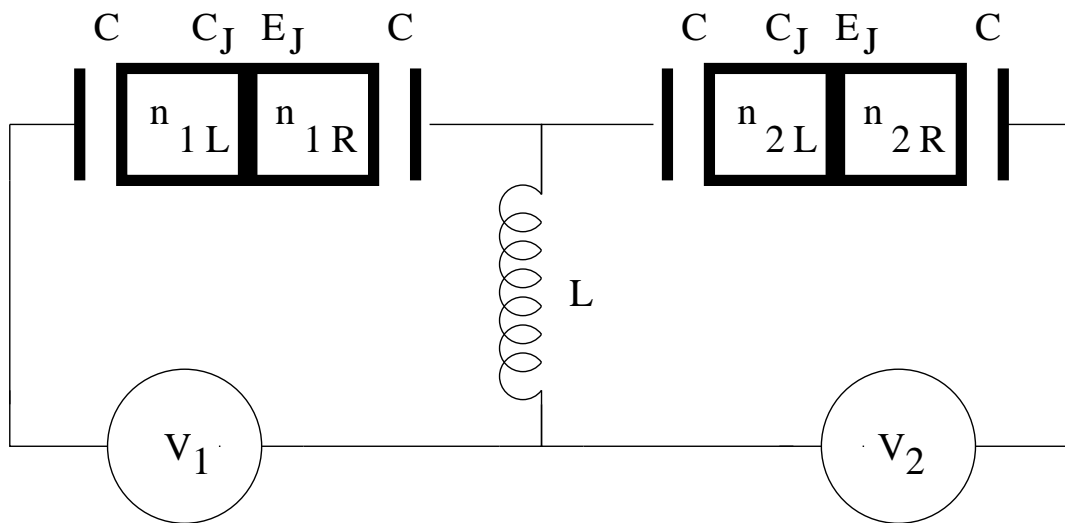 C C_J E_J C C C_J E_J C
n_1L n_1R n_2L n_2R
L
V_1 V_2